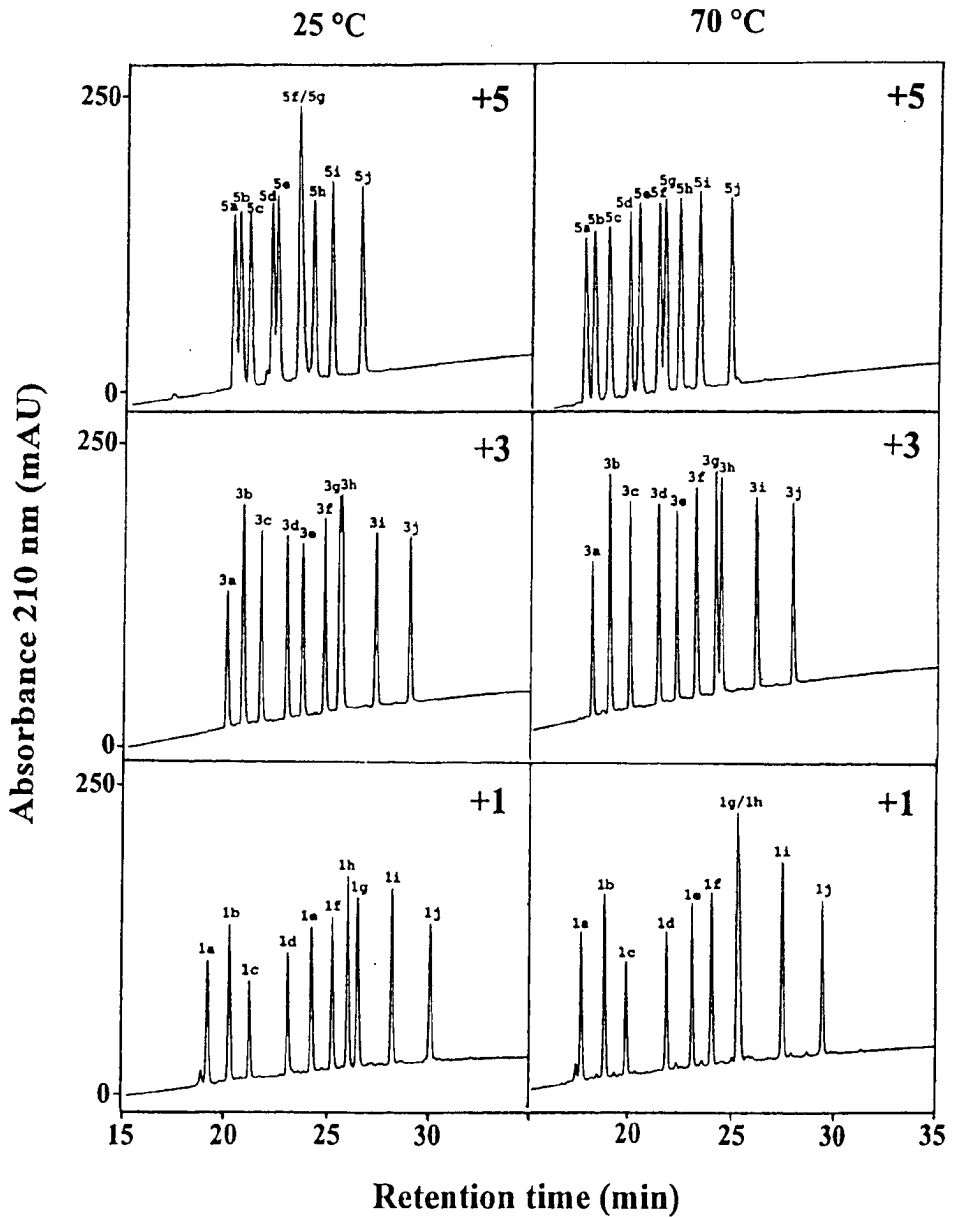 25 °C 70 °C
250 +5 +5
5a 5b 5c 5d 5e 5f/5g 5h 5i 5j
5a 5b 5c 5d 5e 5f 5g 5h 5i 5j
0
250 +3 +3
3a 3b 3c 3d 3e 3f 3g 3h 3i 3j
3a 3b 3c 3d 3e 3f 3g 3h 3i 3j
0
250 +1 +1
1a 1b 1c 1d 1e 1f 1h 1g 1i 1j
1a 1b 1c 1d 1e 1f 1g/1h 1i 1j
0
15 20 25 30 20 25 30 35
Absorbance 210 nm (mAU)
Retention time (min)